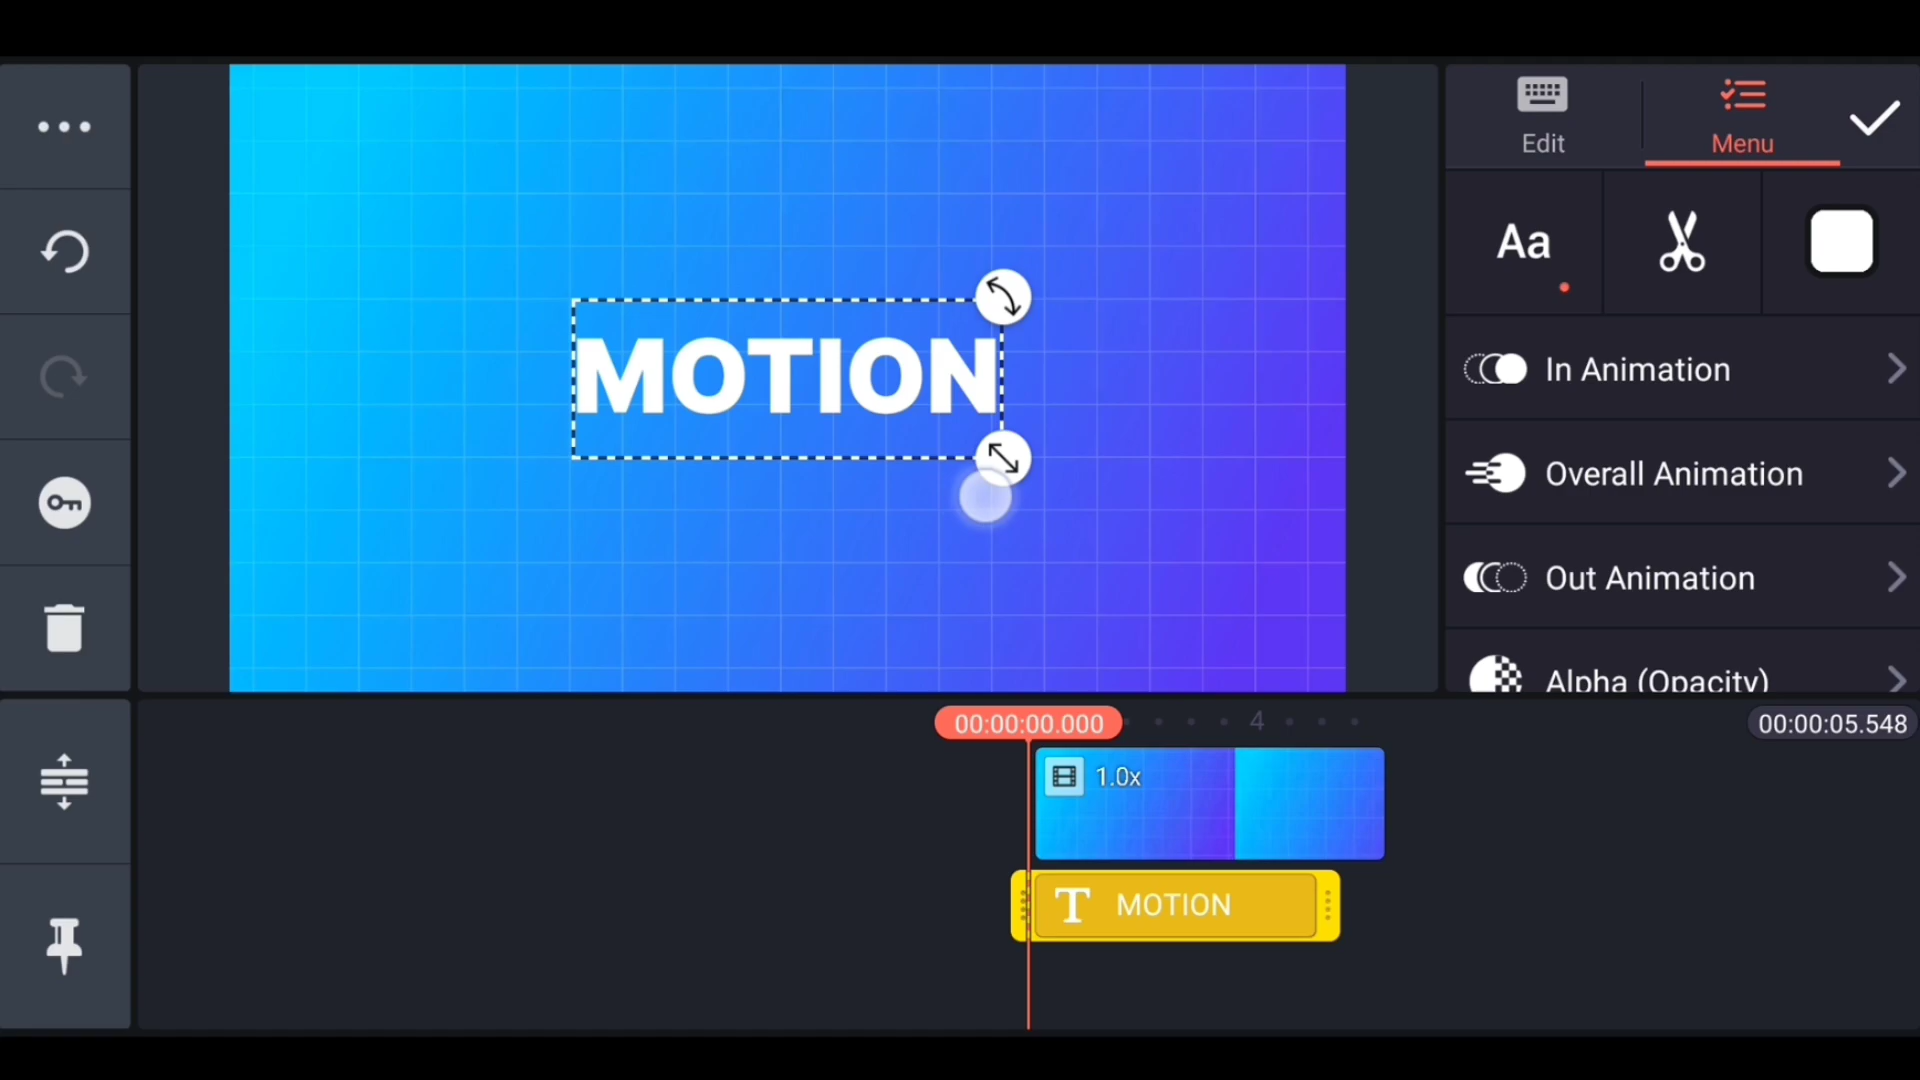 Edit
Menu
MOTION
Aa
In Animation
Overall Animation
Out Animation
Alpha (Opacity)
00:00:00.000
4
00:00:05.548
1.0x
T MOTION